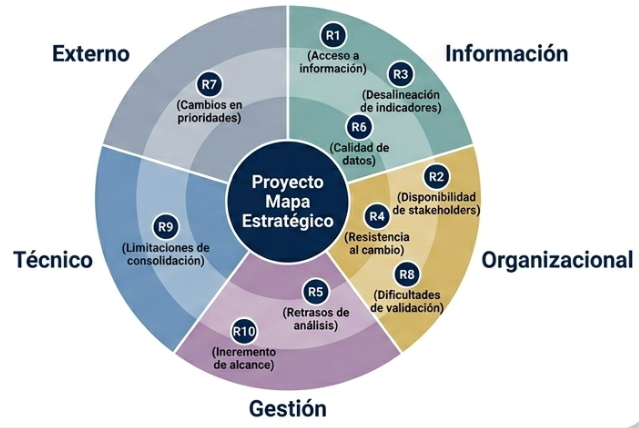 Externo
Información
R1
(Acceso a
información)
R3
(Desalineación
de indicadores)
R7
(Cambios en
prioridades)
R6
(Calidad de
datos)
Proyecto
Mapa
Estratégico
R2
(Disponibilidad
de stakeholders)
R4
(Resistencia
al cambio)
R9
(Limitaciones de
consolidación)
Técnico
Organizacional
R8
(Dificultades
de validación)
R5
(Retrasos de
análisis)
R10
(Ineremento
de alcance)
Gestión